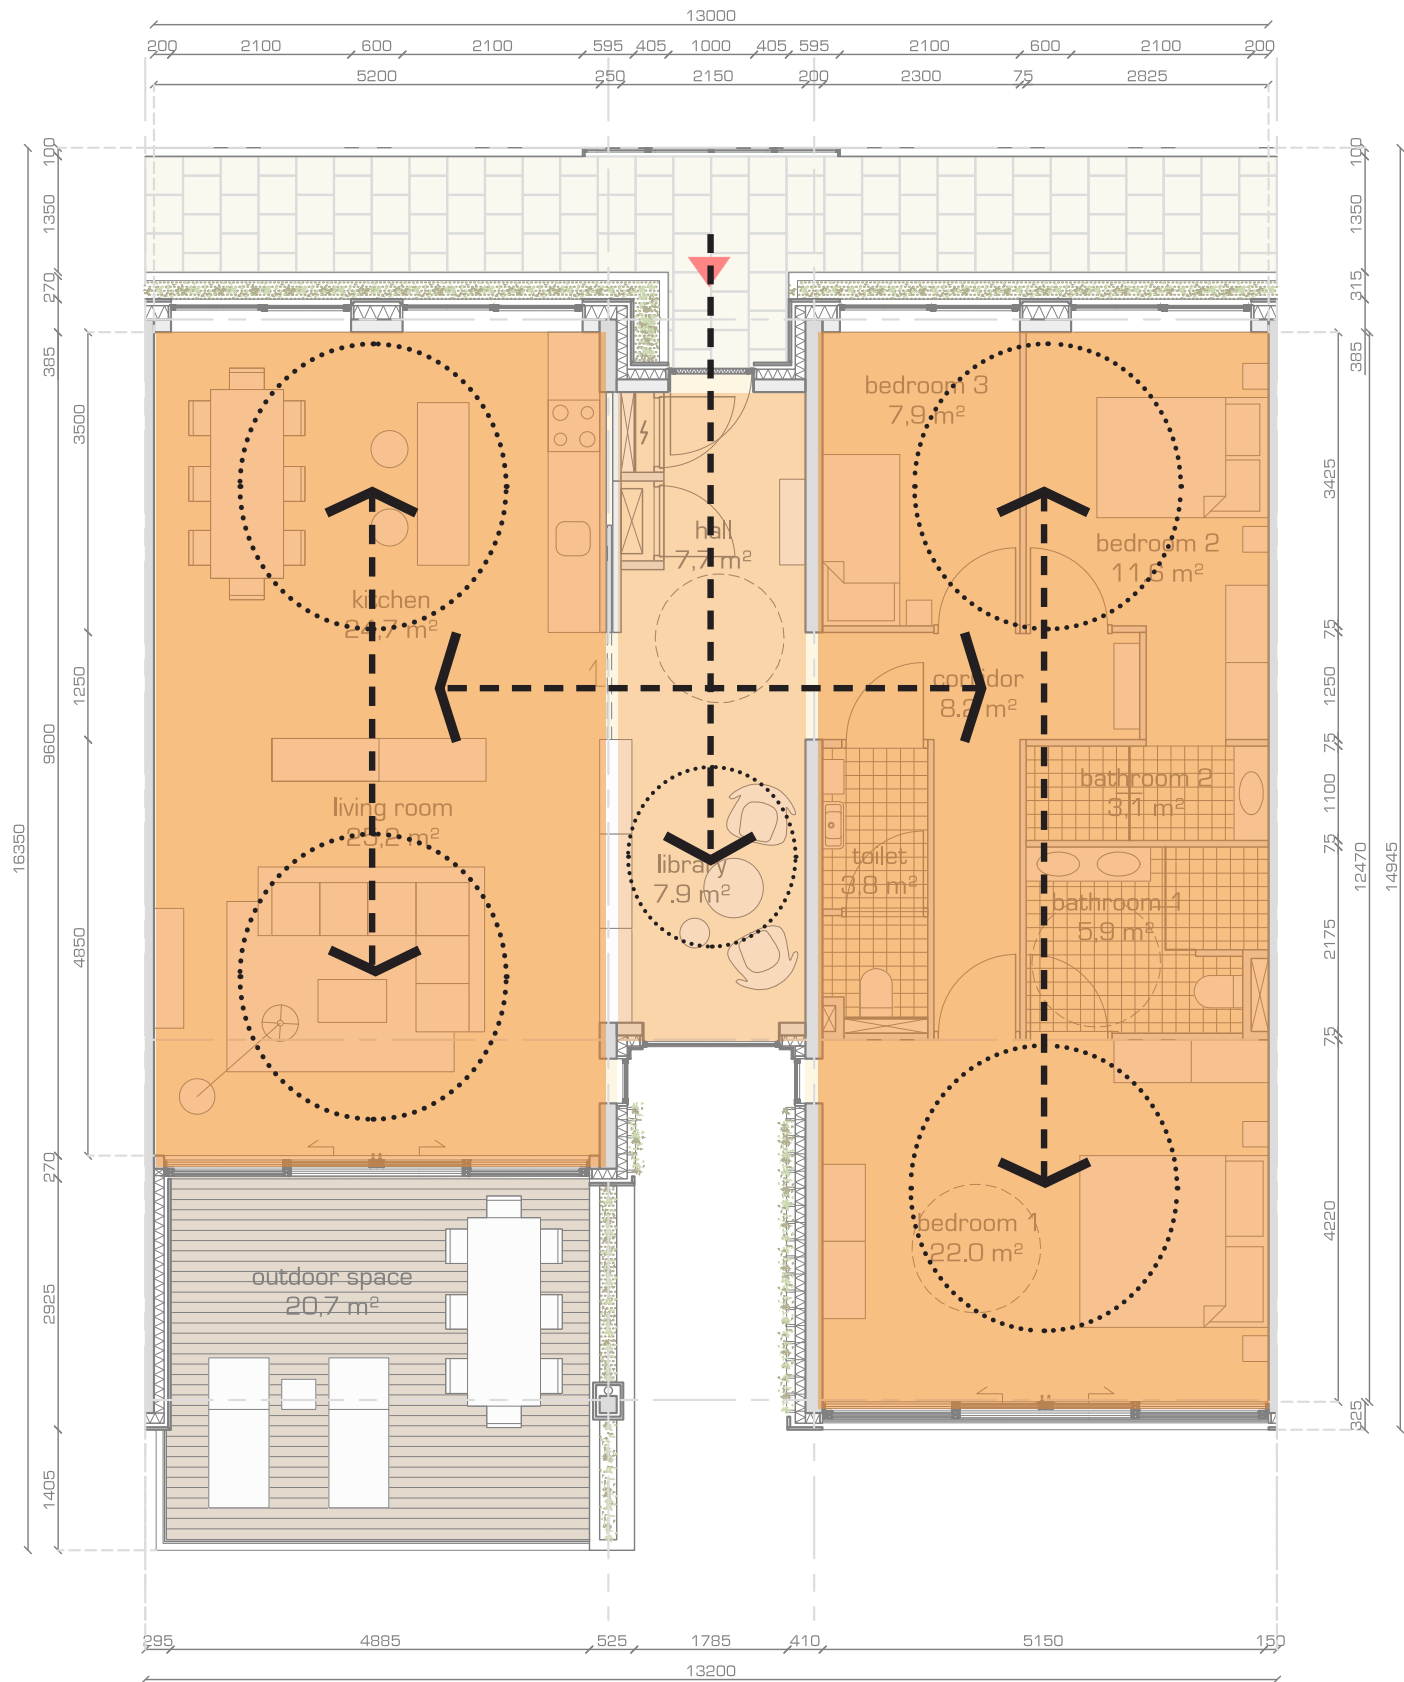 13000
200 2100 600 2100 595 405 1000 405 595 2100 600 2100 200
5200 250 2150 200 2300 75 2825
100
1350
270
385
3500
1250
9600
4850
16350
270
2925
1405
100
1350
315
385
3425
75
1250
75
1100
75
2175
75
12470
14945
4220
325
bedroom 3
7,9 m²
hall
7,7 m²
bedroom 2
11,6 m²
kitchen
24,7 m²
corridor
8.2 m²
living room
25,2 m²
bathroom 2
3,1 m²
library
7.9 m²
toilet
3,8 m²
bathroom 1
5,9 m²
bedroom 1
22.0 m²
outdoor space
20,7 m²
295 4885 525 1785 410 5150 150
13200